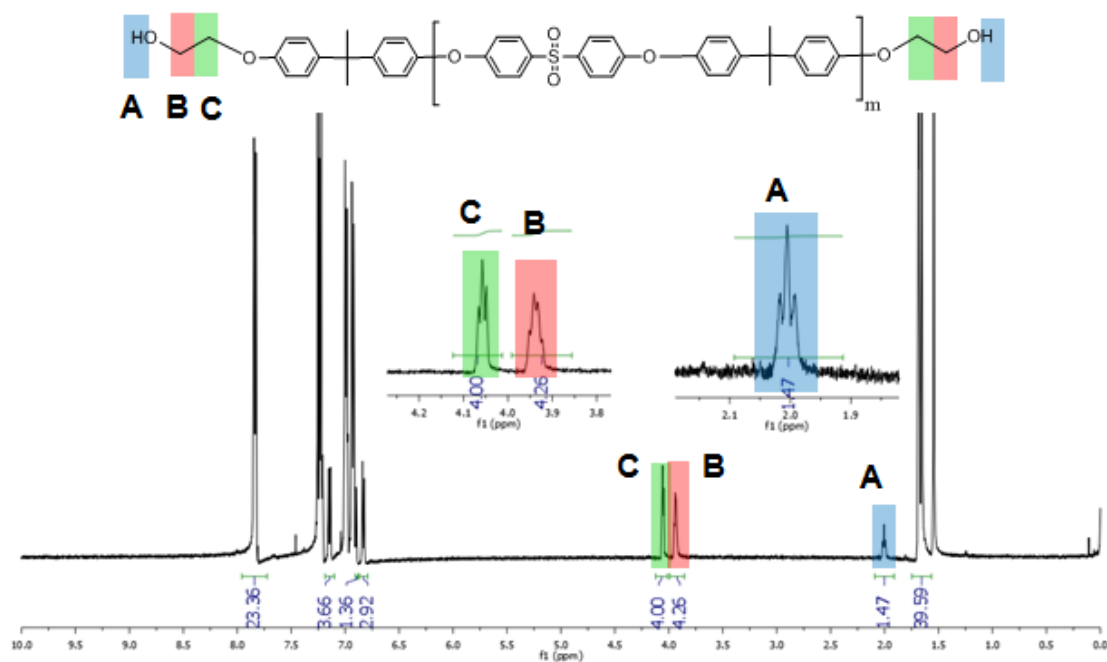 HO
O
O
O
S
O
O
O
O
OH
m
A B C
C B
A
4.00 4.26
1.47
4.2 4.1 4.0 3.9 3.8
f1 (ppm)
2.1 2.0 1.9
f1 (ppm)
C B A
23.36 3.66 1.36 2.92 4.00 4.26 1.47 39.59
10.0 9.5 9.0 8.5 8.0 7.5 7.0 6.5 6.0 5.5 5.0 4.5 4.0 3.5 3.0 2.5 2.0 1.5 1.0 0.5 0.0
f1 (ppm)